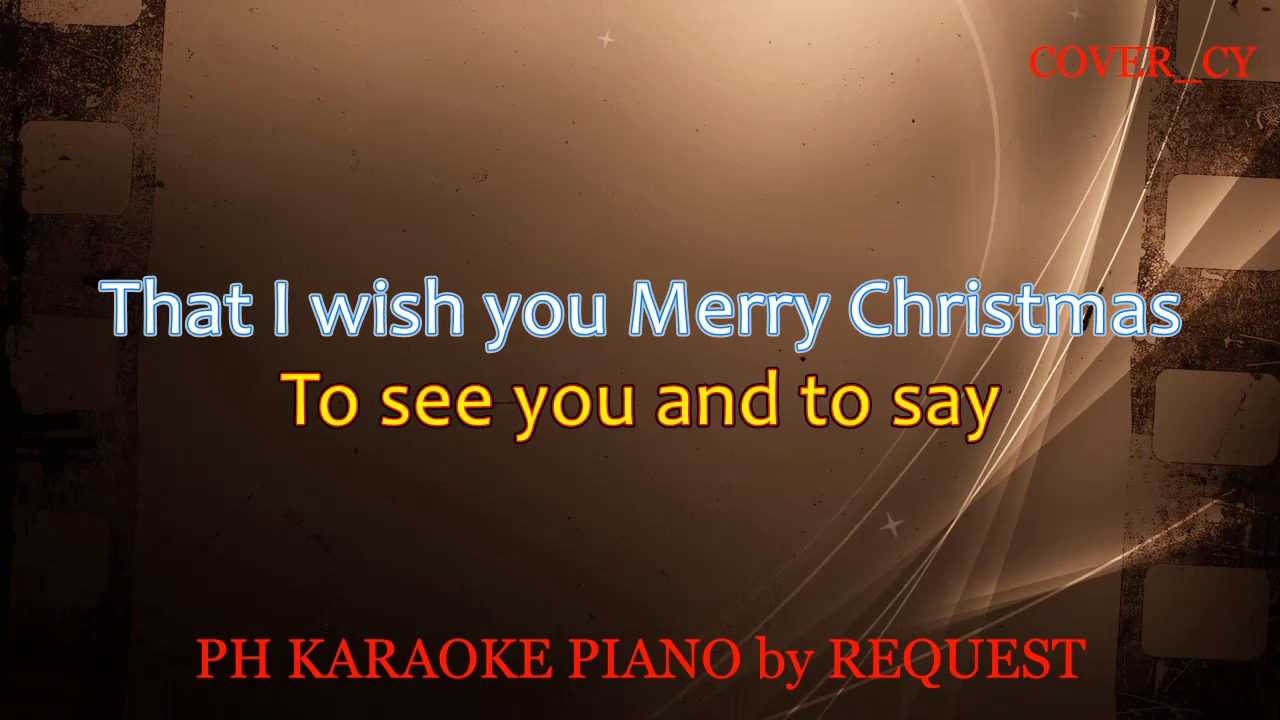 COVER_CY
That I wish you Merry Christmas
To see you and to say
PH KARAOKE PIANO by REQUEST